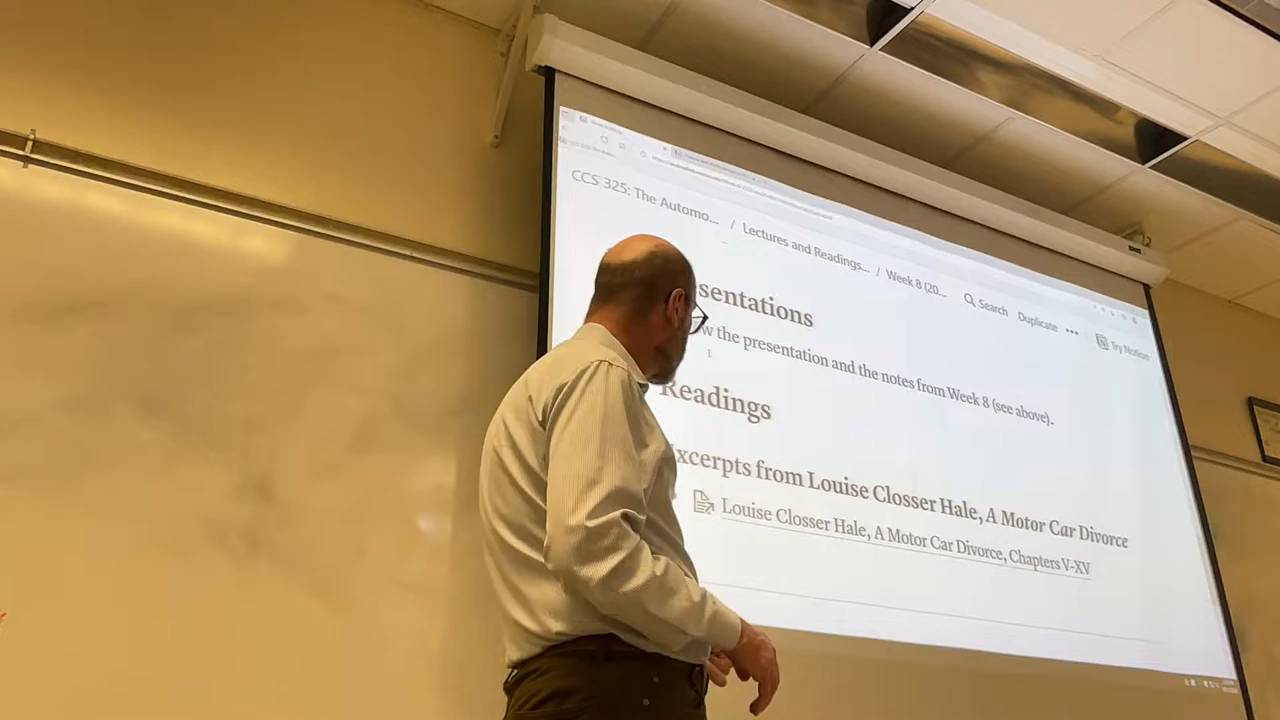 CCS 325: The Automo... / Lectures and Readings... / Week 8 (20... Search Duplicate ••• Try Notion
sentations
w the presentation and the notes from Week 8 (see above).
Readings
xcerpts from Louise Closser Hale, A Motor Car Divorce
Louise Closser Hale, A Motor Car Divorce, Chapters V-XV